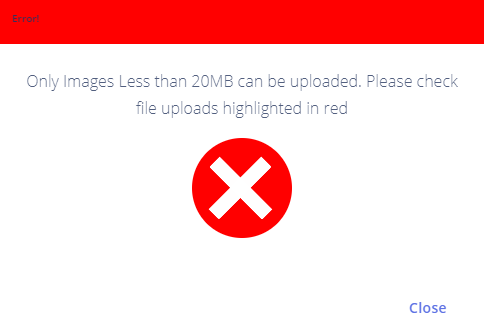 Error!
Only Images Less than 20MB can be uploaded. Please check
file uploads highlighted in red
Close